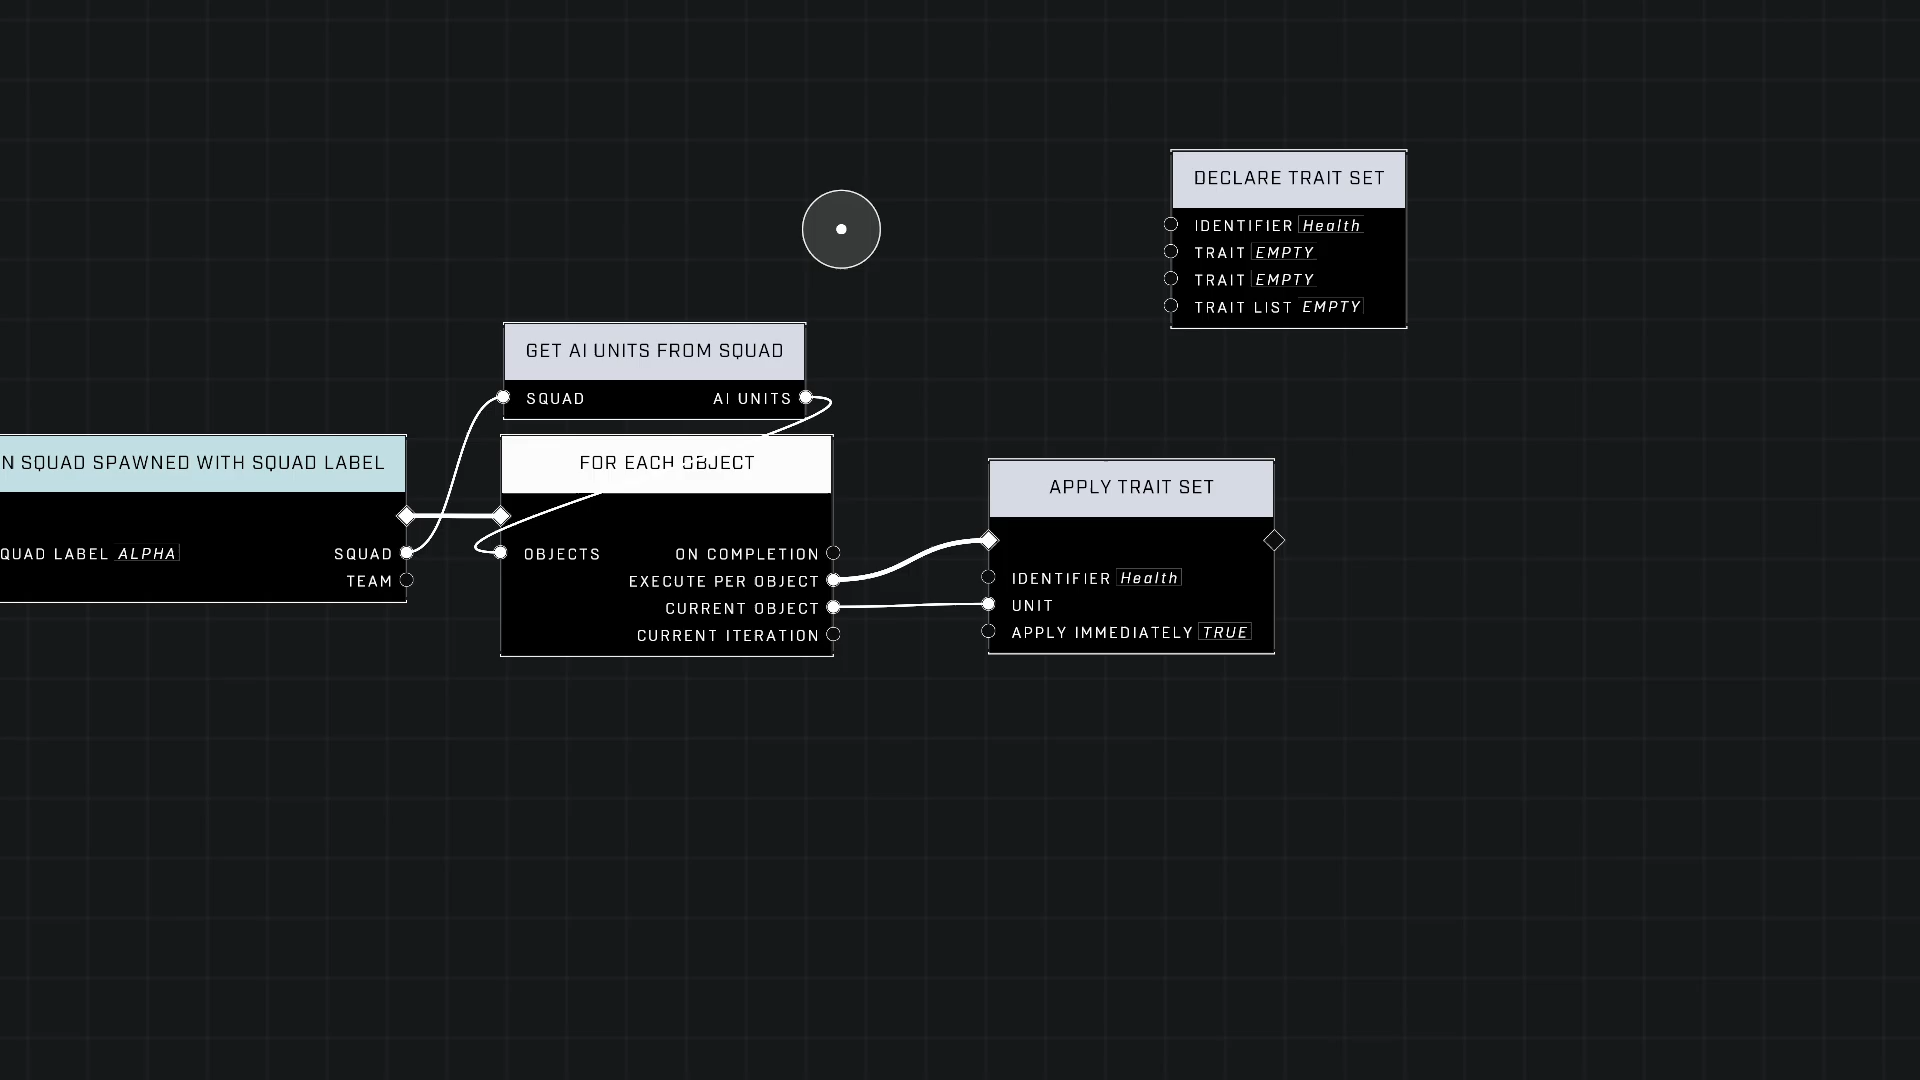 DECLARE TRAIT SET
IDENTIFIER Health
TRAIT EMPTY
TRAIT EMPTY
TRAIT LIST EMPTY
GET AI UNITS FROM SQUAD
SQUAD AI UNITS
N SQUAD SPAWNED WITH SQUAD LABEL
QUAD LABEL ALPHA SQUAD
TEAM
FOR EACH OBJECT
OBJECTS ON COMPLETION
EXECUTE PER OBJECT
CURRENT OBJECT
CURRENT ITERATION
APPLY TRAIT SET
IDENTIFIER Health
UNIT
APPLY IMMEDIATELY TRUE